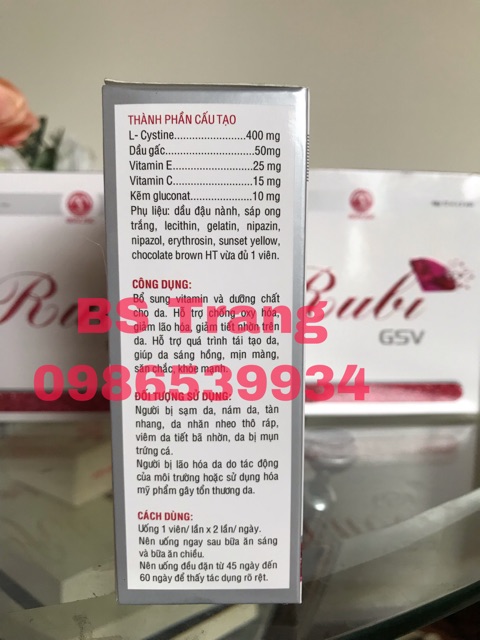 THÀNH PHẦN CẤU TẠO
L- Cystine........................400 mg
Dầu gấc.............................50mg
Vitamin E...........................25 mg
Vitamin C...........................15 mg
Kẽm gluconat.....................10 mg
Phụ liệu: dầu đậu nành, sáp ong
trắng, lecithin, gelatin, nipazin,
nipazol, erythrosin, sunset yellow,
chocolate brown HT vừa đủ 1 viên.
CÔNG DỤNG:
Bổ sung vitamin và dưỡng chất
cho da. Hỗ trợ chống oxy hóa,
giảm lão hóa, giảm tiết nhờn trên
da. Hỗ trợ quá trình tái tạo da,
giúp da sáng hồng, mịn màng,
săn chắc, khỏe mạnh.
ĐỐI TƯỢNG SỬ DỤNG:
Người bị sạm da, nám da, tàn
nhang, da nhăn nheo thô ráp,
viêm da tiết bã nhờn, da bị mụn
trứng cá.
Người bị lão hóa da do tác động
của môi trường hoặc sử dụng hóa
mỹ phẩm gây tổn thương da.
CÁCH DÙNG:
Uống 1 viên/ lần x 2 lần/ ngày.
Nên uống ngay sau bữa ăn sáng
và bữa ăn chiều.
Nên uống đều đặn từ 45 ngày đến
60 ngày để thấy tác dụng rõ rệt.
BS Trang
0986539934
Ru
Rubi
GSV